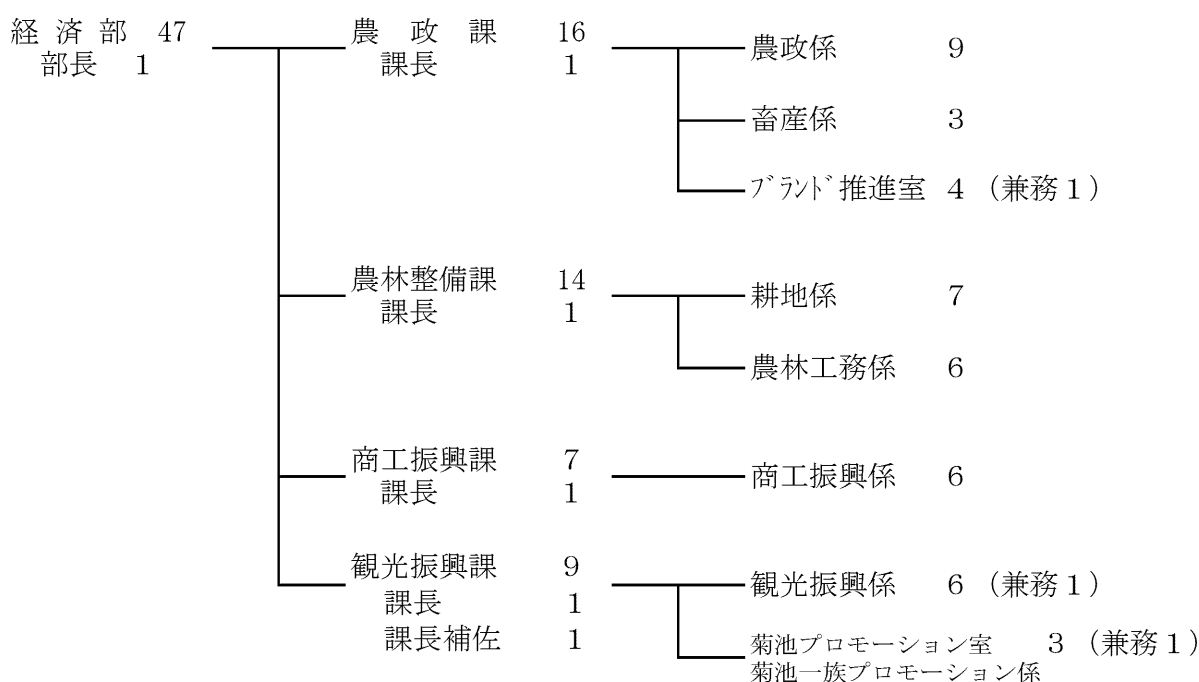 経済部 47
部長 1
農政課 16
課長 1
農政係 9
畜産係 3
ﾌﾞﾗﾝﾄﾞ推進室 4 （兼務１）
農林整備課 14
課長 1
耕地係 7
農林工務係 6
商工振興課 7
課長 1
商工振興係 6
観光振興課 9
課長 1
課長補佐 1
観光振興係 6 （兼務１）
菊池プロモーション室 3 （兼務１）
菊池一族プロモーション係